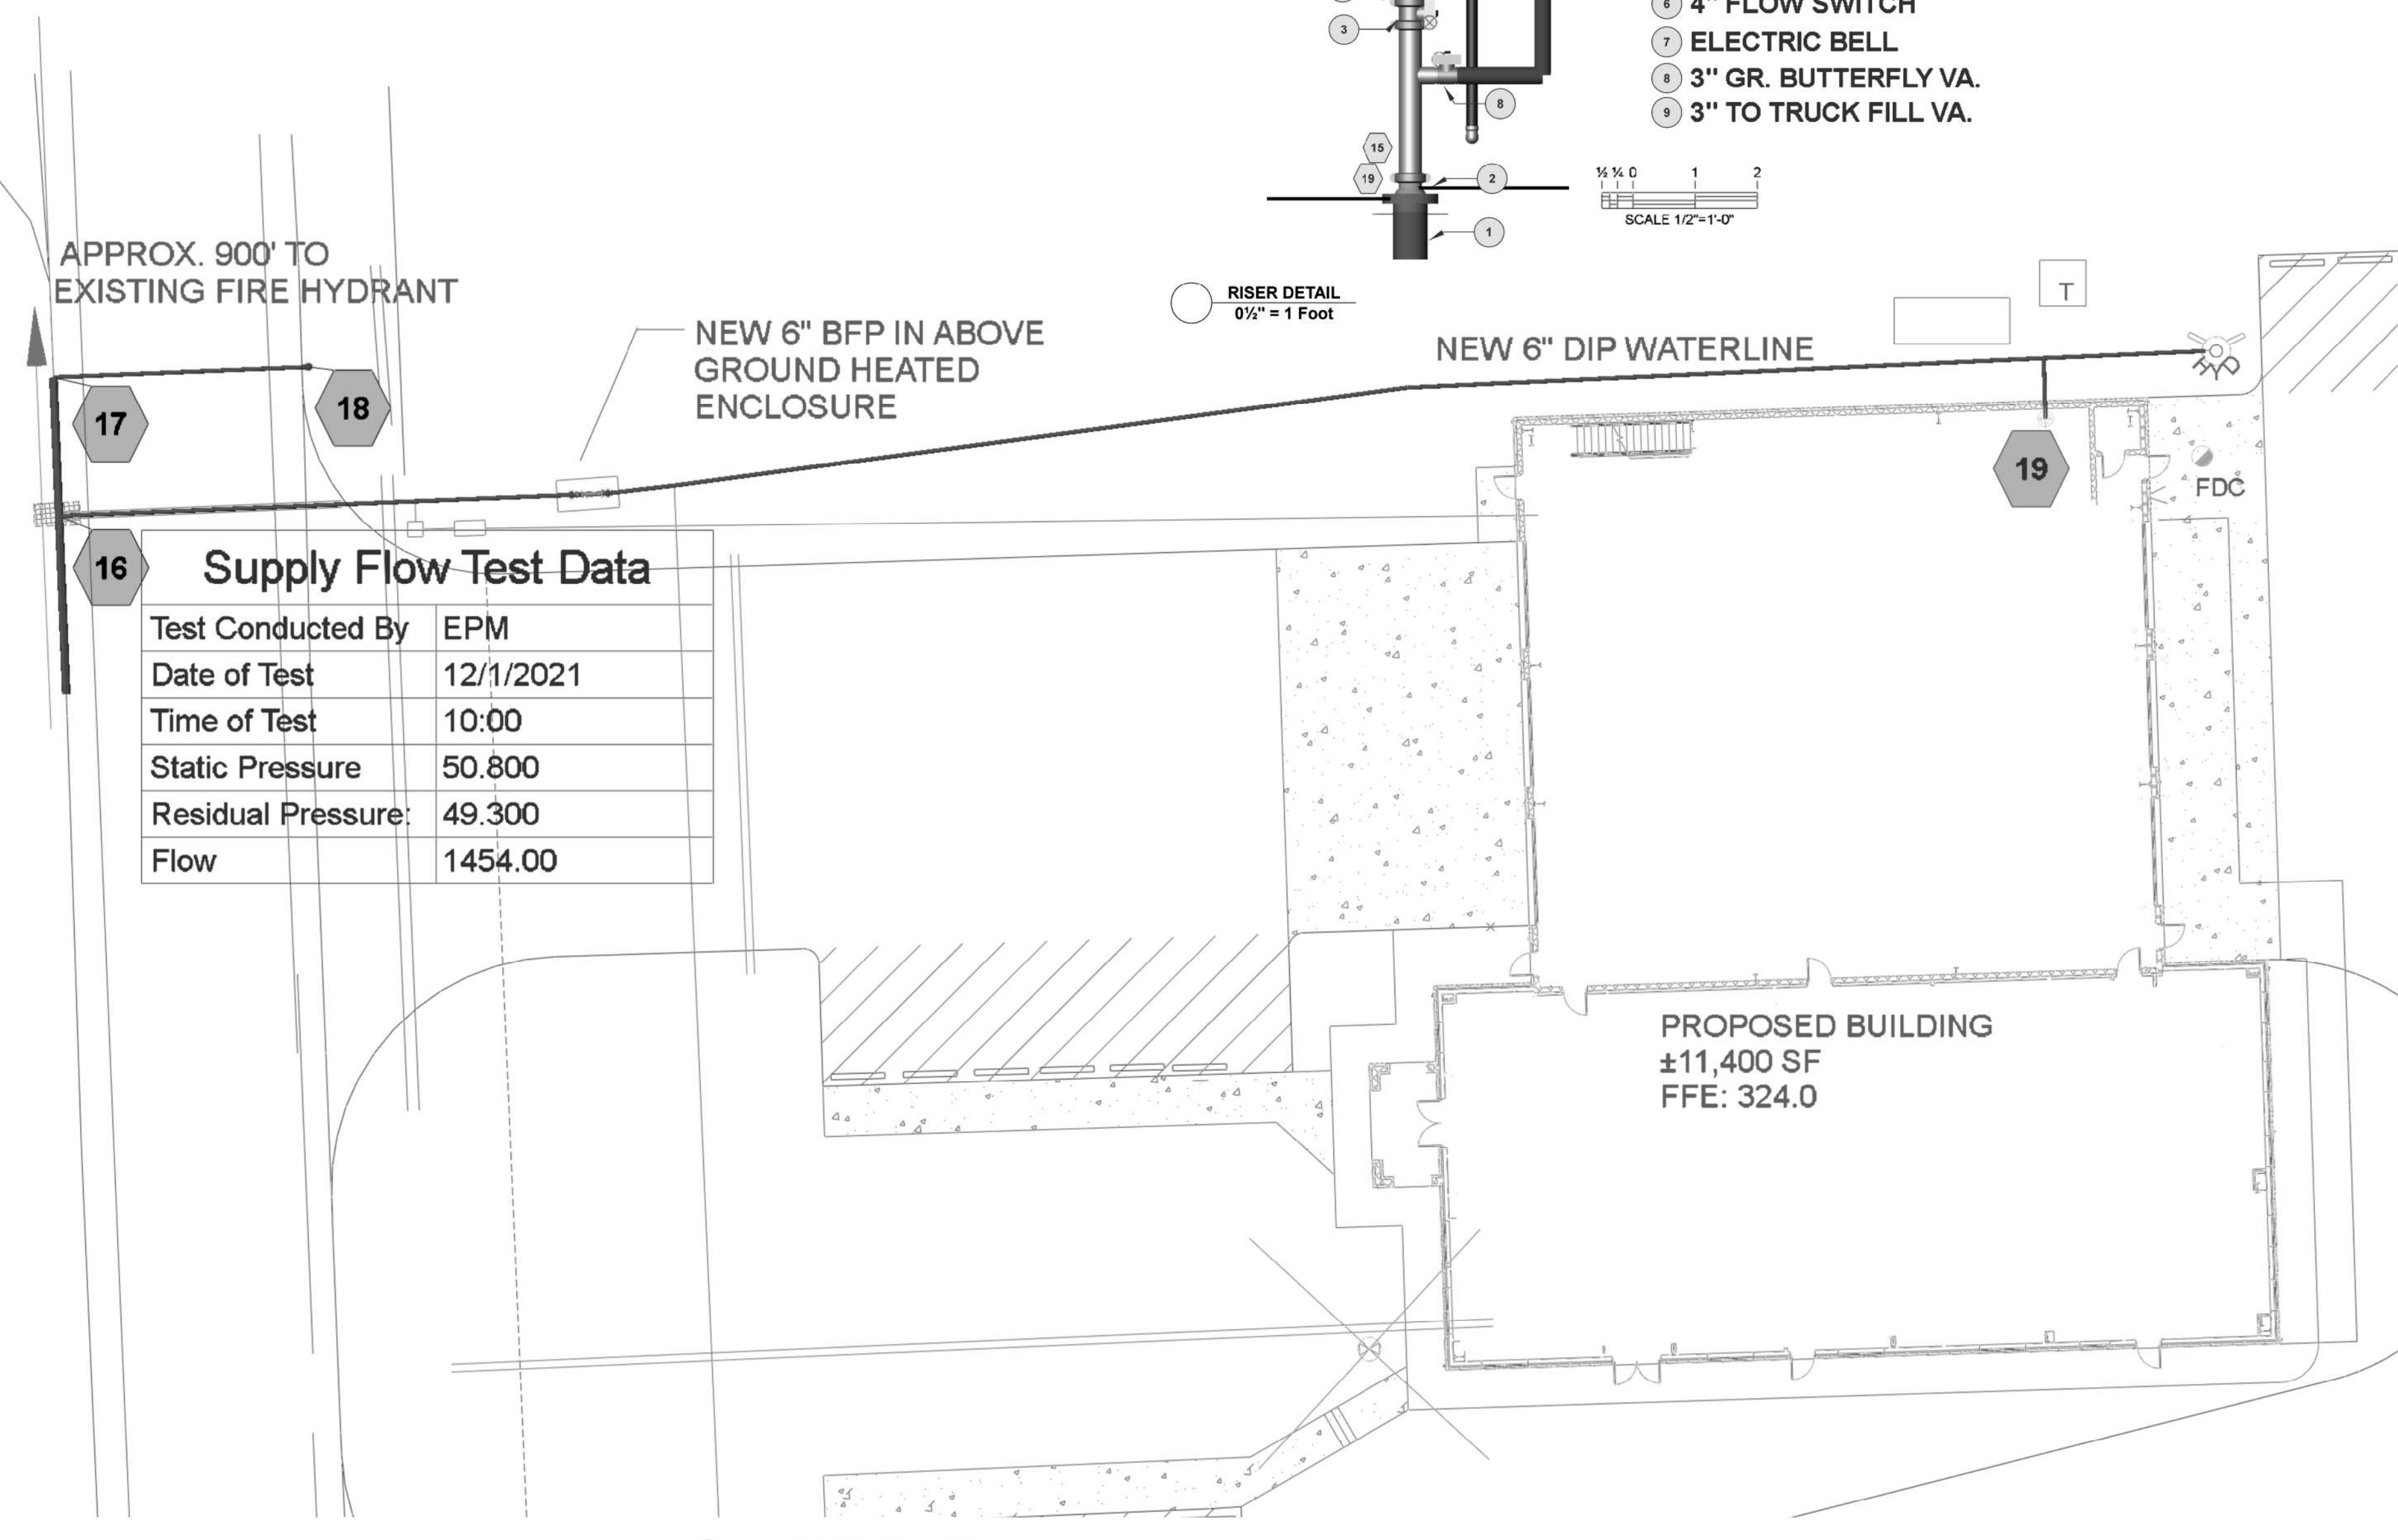 6 4" FLOW SWITCH
7 ELECTRIC BELL
8 3" GR. BUTTERFLY VA.
9 3" TO TRUCK FILL VA.
3
8
15
19
2
1
½ ¼ 0 1 2
SCALE 1/2"=1'-0"
RISER DETAIL
0½" = 1 Foot
APPROX. 900' TO
EXISTING FIRE HYDRANT
NEW 6" BFP IN ABOVE
GROUND HEATED
ENCLOSURE
NEW 6" DIP WATERLINE
T
HYD
17
18
19
FDC
16
Supply Flow Test Data
Test Conducted By EPM
Date of Test 12/1/2021
Time of Test 10:00
Static Pressure 50.800
Residual Pressure: 49.300
Flow 1454.00
PROPOSED BUILDING
±11,400 SF
FFE: 324.0